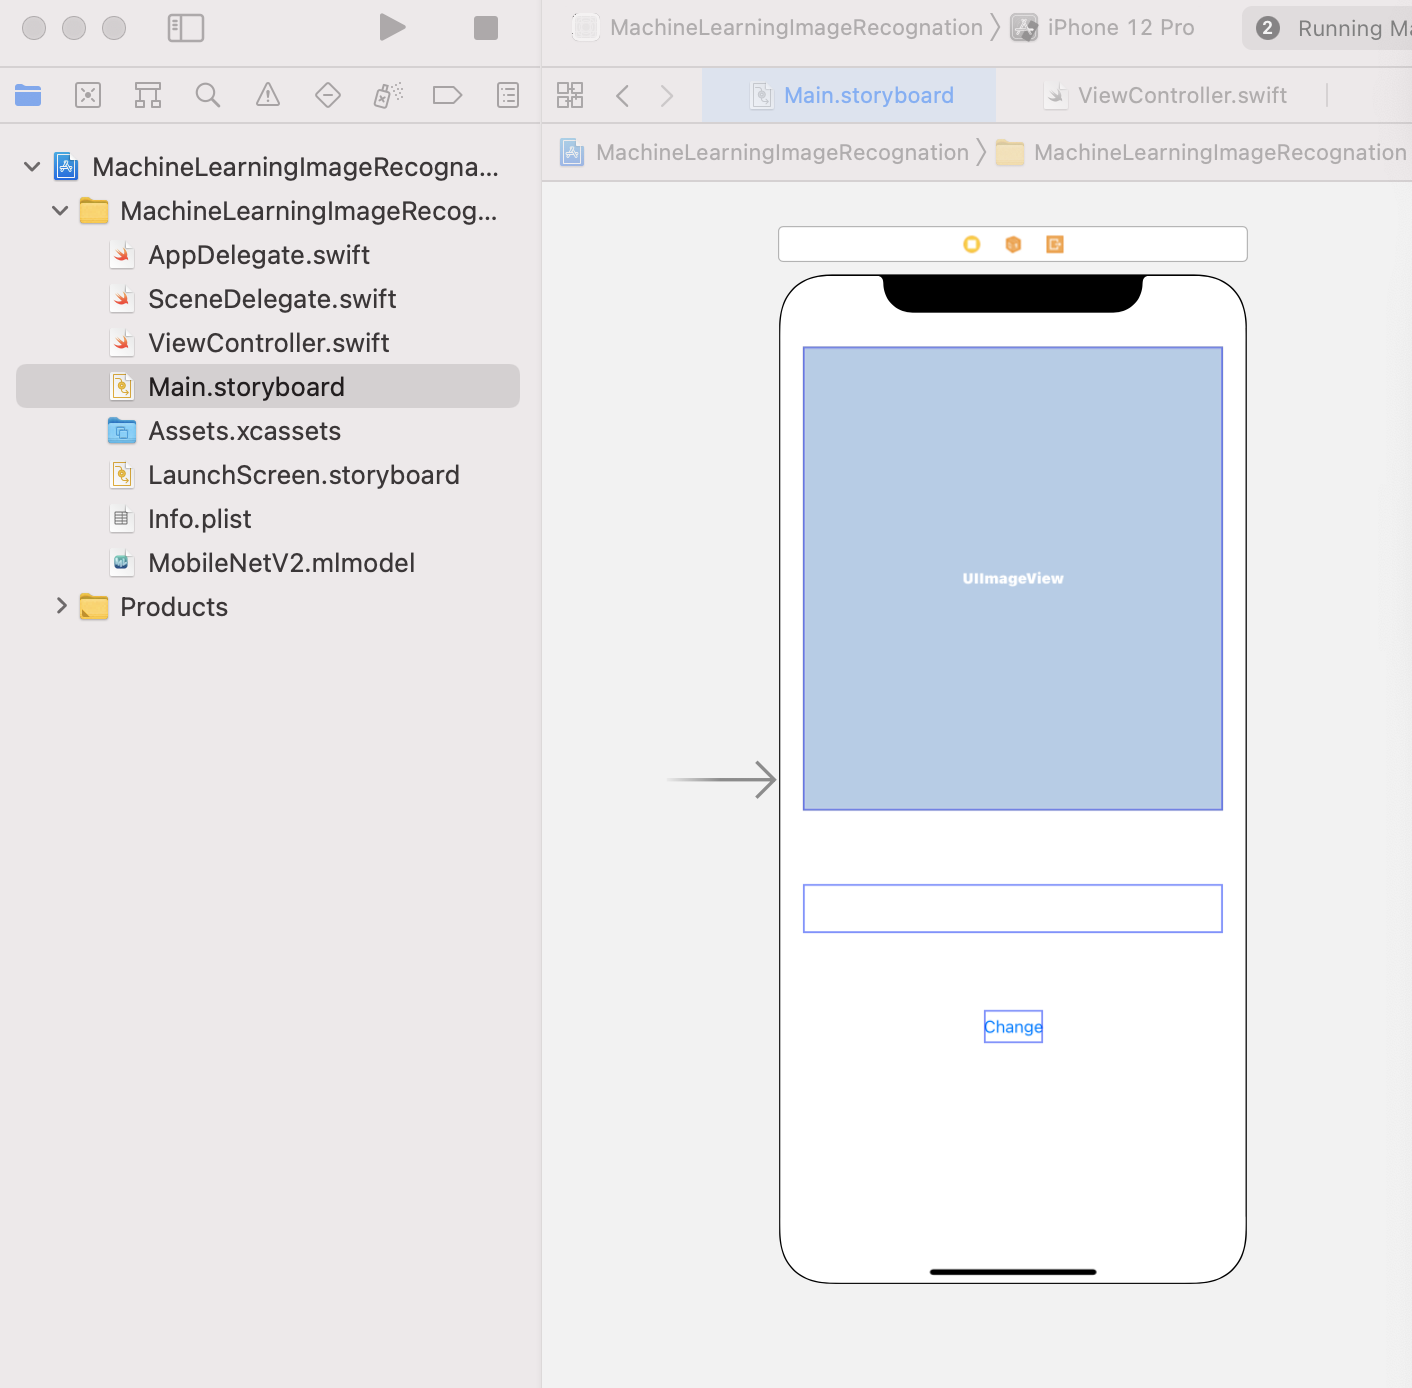 MachineLearningImageRecognation
iPhone 12 Pro
2
Running
Main.storyboard
ViewController.swift
MachineLearningImageRecognation
MachineLearningImageRecognation
MachineLearningImageRecogna...
MachineLearningImageRecog...
AppDelegate.swift
SceneDelegate.swift
ViewController.swift
Main.storyboard
Assets.xcassets
LaunchScreen.storyboard
Info.plist
MobileNetV2.mlmodel
Products
UIImageView
Change